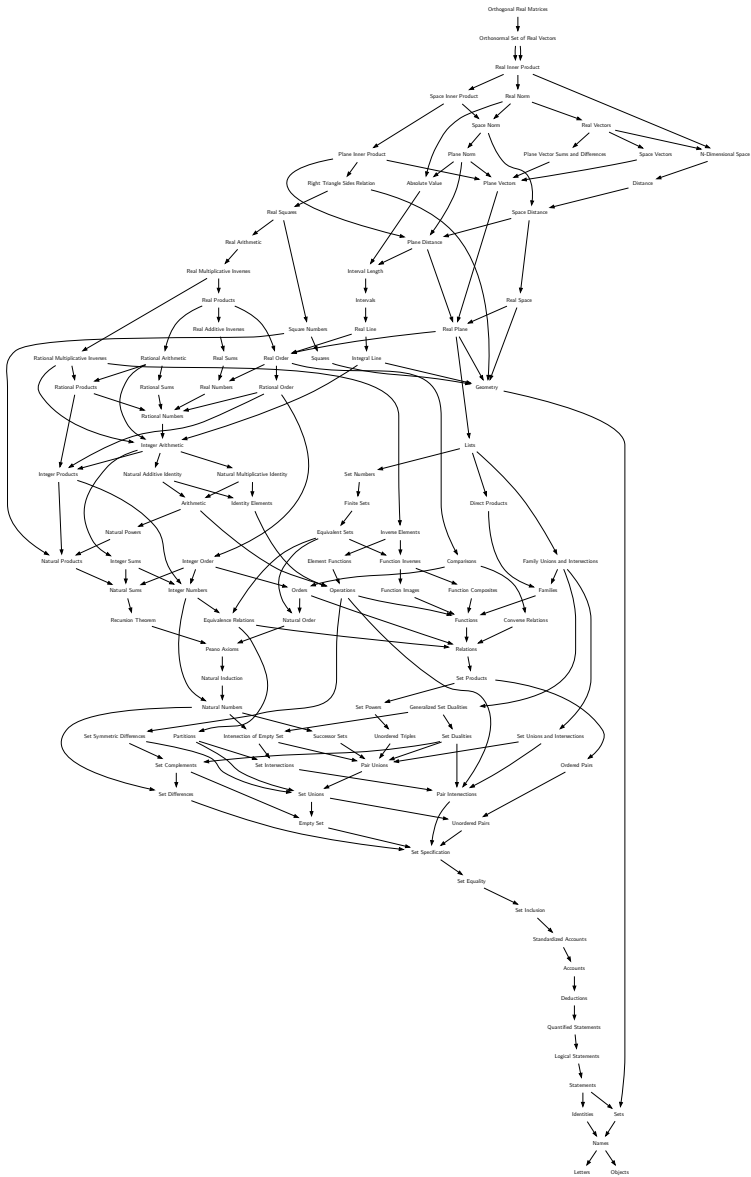 Orthogonal Real Matrices
Orthonormal Set of Real Vectors
Real Inner Product
Space Inner Product
Real Norm
Space Norm
Real Vectors
Plane Inner Product
Plane Norm
Plane Vector Sums and Differences
Space Vectors
N-Dimensional Space
Right Triangle Sides Relation
Absolute Value
Plane Vectors
Distance
Real Squares
Space Distance
Real Arithmetic
Plane Distance
Real Multiplicative Inverses
Interval Length
Real Products
Intervals
Real Space
Real Additive Inverses
Square Numbers
Real Line
Real Plane
Rational Multiplicative Inverses
Rational Arithmetic
Real Sums
Real Order
Squares
Integral Line
Rational Products
Rational Sums
Real Numbers
Rational Order
Geometry
Rational Numbers
Integer Arithmetic
Lists
Integer Products
Natural Additive Identity
Natural Multiplicative Identity
Set Numbers
Arithmetic
Identity Elements
Finite Sets
Direct Products
Natural Powers
Equivalent Sets
Inverse Elements
Natural Products
Integer Sums
Integer Order
Element Functions
Function Inverses
Comparisons
Family Unions and Intersections
Natural Sums
Integer Numbers
Orders
Operations
Function Images
Function Composites
Families
Recursion Theorem
Equivalence Relations
Natural Order
Functions
Converse Relations
Peano Axioms
Relations
Natural Induction
Set Products
Natural Numbers
Set Powers
Generalized Set Dualities
Set Symmetric Differences
Partitions
Intersection of Empty Set
Successor Sets
Unordered Triples
Set Dualities
Set Unions and Intersections
Set Complements
Set Intersections
Pair Unions
Ordered Pairs
Set Differences
Set Unions
Pair Intersections
Empty Set
Unordered Pairs
Set Specification
Set Equality
Set Inclusion
Standardized Accounts
Accounts
Deductions
Quantified Statements
Logical Statements
Statements
Identities
Sets
Names
Letters
Objects